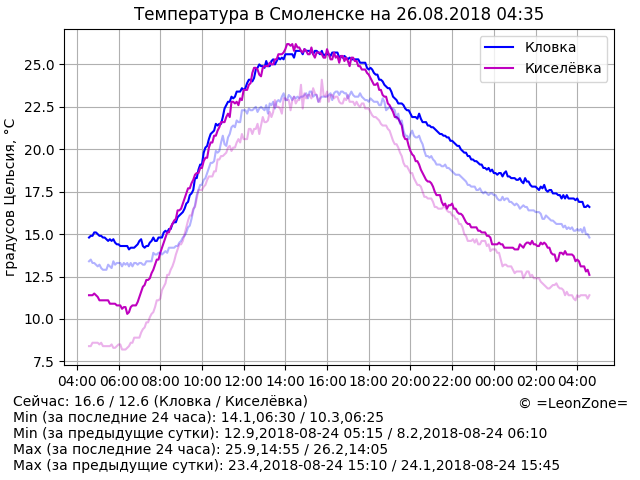 Температура в Смоленске на 26.08.2018 04:35
Кловка
Киселёвка
градусов Цельсия, °C
25.0
22.5
20.0
17.5
15.0
12.5
10.0
7.5
04:00 06:00 08:00 10:00 12:00 14:00 16:00 18:00 20:00 22:00 00:00 02:00 04:00
Сейчас: 16.6 / 12.6 (Кловка / Киселёвка)
© =LeonZone=
Min (за последние 24 часа): 14.1,06:30 / 10.3,06:25
Min (за предыдущие сутки): 12.9,2018-08-24 05:15 / 8.2,2018-08-24 06:10
Max (за последние 24 часа): 25.9,14:55 / 26.2,14:05
Max (за предыдущие сутки): 23.4,2018-08-24 15:10 / 24.1,2018-08-24 15:45